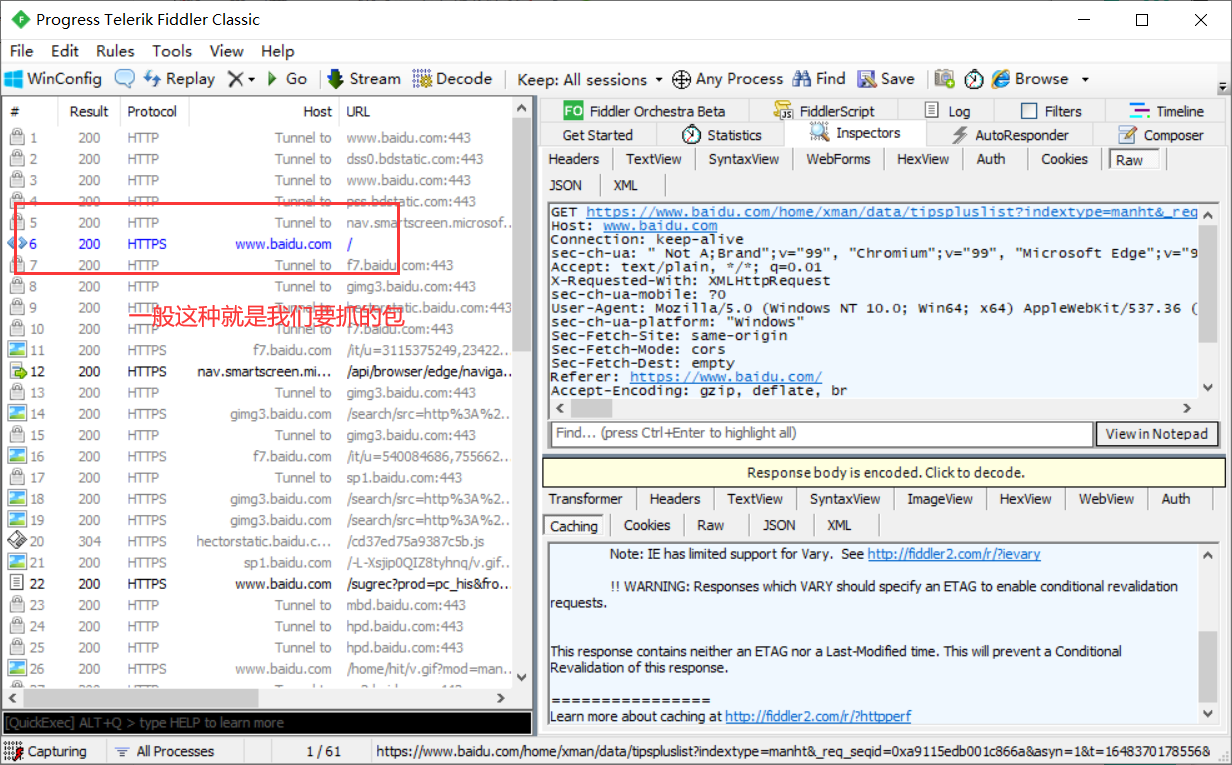 Progress Telerik Fiddler Classic
File Edit Rules Tools View Help
WinConfig Replay Go Stream Decode Keep: All sessions Any Process Find Save Browse
# Result Protocol Host URL
1 200 HTTP Tunnel to www.baidu.com:443
2 200 HTTP Tunnel to dss0.bdstatic.com:443
3 200 HTTP Tunnel to www.baidu.com:443
4 200 HTTP Tunnel to pss.bdstatic.com:443
5 200 HTTP Tunnel to nav.smartscreen.microsof...
6 200 HTTPS www.baidu.com /
7 200 HTTP Tunnel to f7.baidu.com:443
8 200 HTTP Tunnel to gimg3.baidu.com:443
9 200 HTTP Tunnel to hectorstatic.baidu.com:443
一般这种就是我们要抓的包
10 200 HTTP Tunnel to f7.baidu.com:443
11 200 HTTPS f7.baidu.com /it/u=3115375249,23422...
12 200 HTTPS nav.smartscreen.mi... /api/browser/edge/naviga...
13 200 HTTP Tunnel to gimg3.baidu.com:443
14 200 HTTPS gimg3.baidu.com /search/src=http%3A%2...
15 200 HTTP Tunnel to gimg3.baidu.com:443
16 200 HTTPS f7.baidu.com /it/u=540084686,755662...
17 200 HTTP Tunnel to sp1.baidu.com:443
18 200 HTTPS gimg3.baidu.com /search/src=http%3A%2...
19 200 HTTPS gimg3.baidu.com /search/src=http%3A%2...
20 304 HTTPS hectorstatic.baidu.c... /cd37ed75a9387c5b.js
21 200 HTTPS sp1.baidu.com /-L-Xsjip0QIZ8tyhnq/v.gif...
22 200 HTTPS www.baidu.com /sugrec?prod=pc_his&fro...
23 200 HTTP Tunnel to mbd.baidu.com:443
24 200 HTTP Tunnel to hpd.baidu.com:443
25 200 HTTP Tunnel to hpd.baidu.com:443
26 200 HTTPS www.baidu.com /home/hit/v.gif?mod=man...
[QuickExec] ALT+Q > type HELP to learn more
FO Fiddler Orchestra Beta FiddlerScript Log Filters Timeline
Get Started Statistics Inspectors AutoResponder Composer
Headers TextView SyntaxView WebForms HexView Auth Cookies Raw
JSON XML
GET https://www.baidu.com/home/xman/data/tipspluslist?indextype=manht&_req
Host: www.baidu.com
Connection: keep-alive
sec-ch-ua: " Not A;Brand";v="99", "Chromium";v="99", "Microsoft Edge";v="9
Accept: text/plain, */*; q=0.01
X-Requested-With: XMLHttpRequest
sec-ch-ua-mobile: ?0
User-Agent: Mozilla/5.0 (Windows NT 10.0; Win64; x64) AppleWebKit/537.36 (
sec-ch-ua-platform: "Windows"
Sec-Fetch-Site: same-origin
Sec-Fetch-Mode: cors
Sec-Fetch-Dest: empty
Referer: https://www.baidu.com/
Accept-Encoding: gzip, deflate, br
Find... (press Ctrl+Enter to highlight all) View in Notepad
Response body is encoded. Click to decode.
Transformer Headers TextView SyntaxView ImageView HexView WebView Auth
Caching Cookies Raw JSON XML
Note: IE has limited support for Vary. See http://fiddler2.com/r/?ievary
!! WARNING: Responses which VARY should specify an ETAG to enable conditional revalidation
requests.
This response contains neither an ETAG nor a Last-Modified time. This will prevent a Conditional
Revalidation of this response.
================
Learn more about caching at http://fiddler2.com/r/?httpperf
Capturing All Processes 1 / 61 https://www.baidu.com/home/xman/data/tipspluslist?indextype=manht&_req_seqid=0xa9115edb001c866a&asyn=1&t=1648370178556&